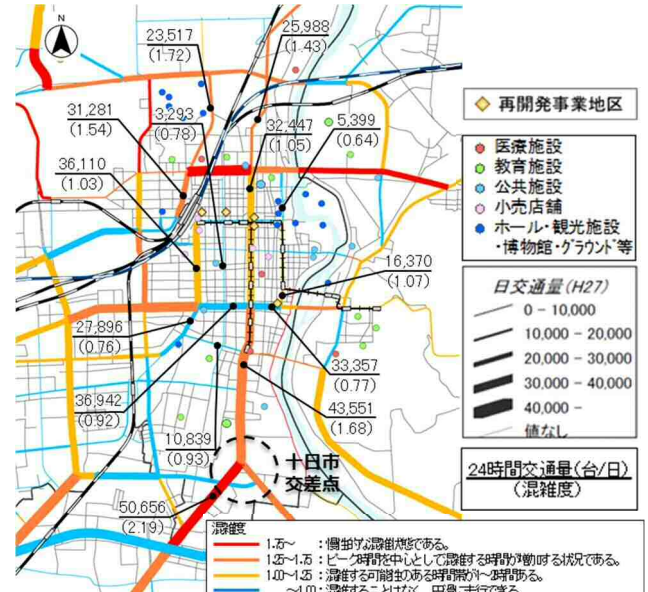 N
23,517
(1.72)
25,988
(1.43)
31,281
(1.54)
3,293
(0.78)
32,447
(1.05)
5,399
(0.64)
36,110
(1.03)
16,370
(1.07)
27,896
(0.76)
33,357
(0.77)
36,942
(0.92)
43,551
(1.68)
10,839
(0.93)
十日市
交差点
50,656
(2.19)
再開発事業地区
医療施設
教育施設
公共施設
小売店舗
ホール・観光施設
・博物館・グラウンド等
日交通量(H27)
0 - 10,000
10,000 - 20,000
20,000 - 30,000
30,000 - 40,000
40,000 -
値なし
24時間交通量(台/日)
(混雑度)
混雑度
1.75～ :慢性的な混雑状態である。
1.25～1.75 :ピーク時間を中心として混雑する時間が増加する状況である。
1.00～1.25 :混雑する可能性のある時間帯が1～2時間ある。
～1.00 :混雑することはなく、円滑に走行できる。